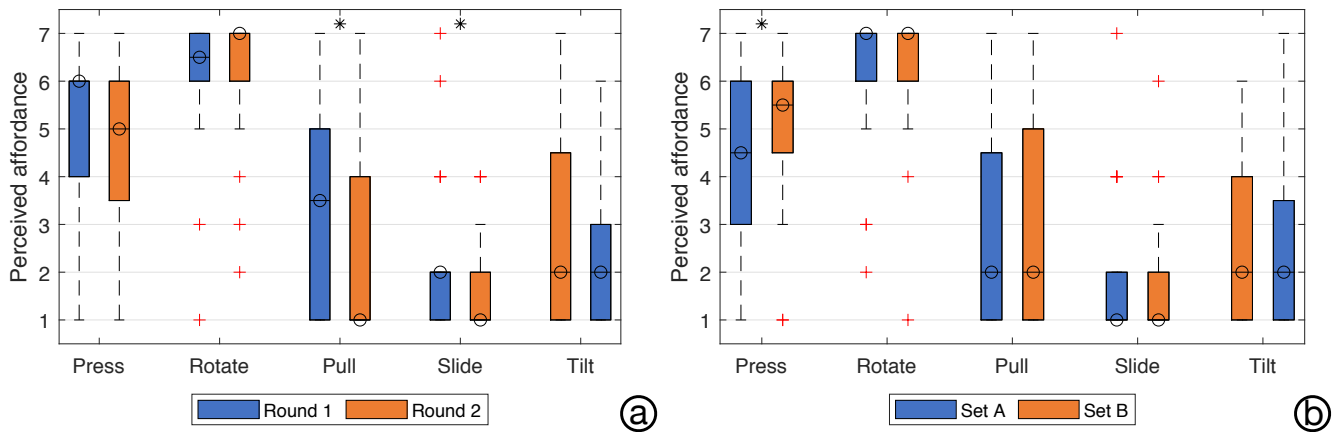 Perceived affordance
7
6
5
4
3
2
1
* *
Press Rotate Pull Slide Tilt
Round 1 Round 2
a
Perceived affordance
7
6
5
4
3
2
1
*
Press Rotate Pull Slide Tilt
Set A Set B
b